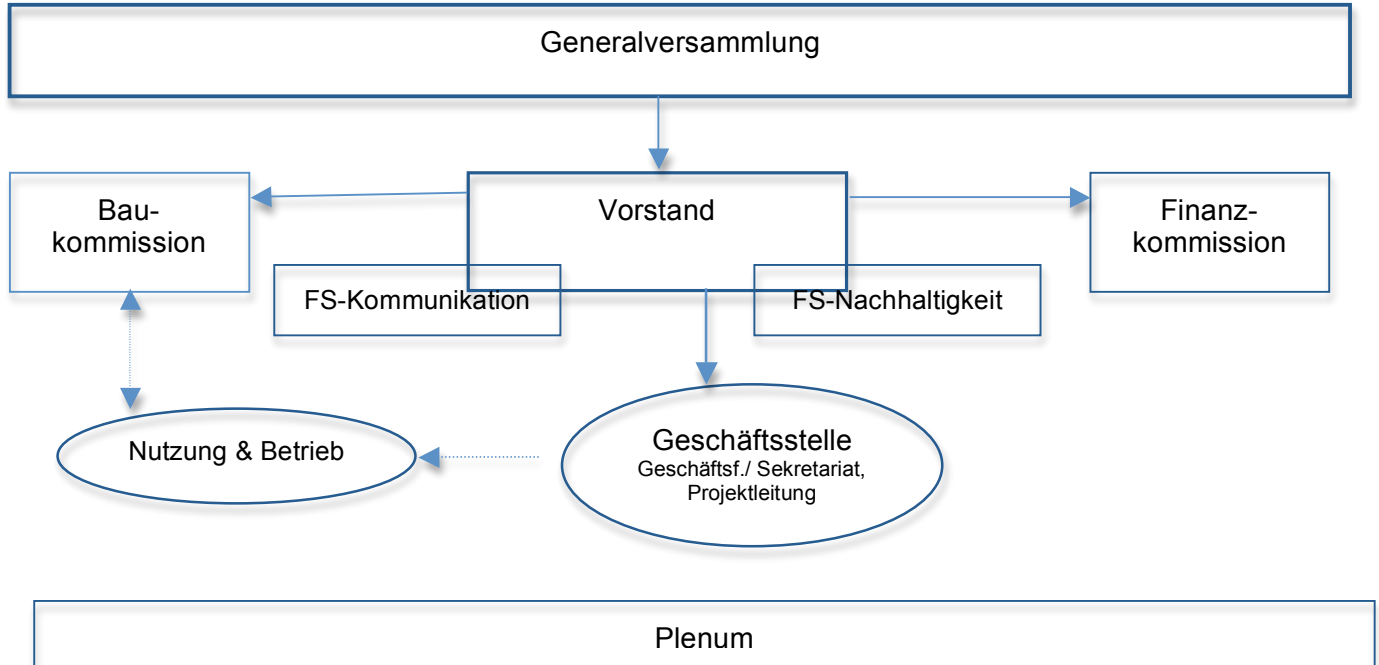 Generalversammlung
Bau-
kommission
Vorstand
Finanz-
kommission
FS-Kommunikation
FS-Nachhaltigkeit
Nutzung & Betrieb
Geschäftsstelle
Geschäftsf./ Sekretariat,
Projektleitung
Plenum